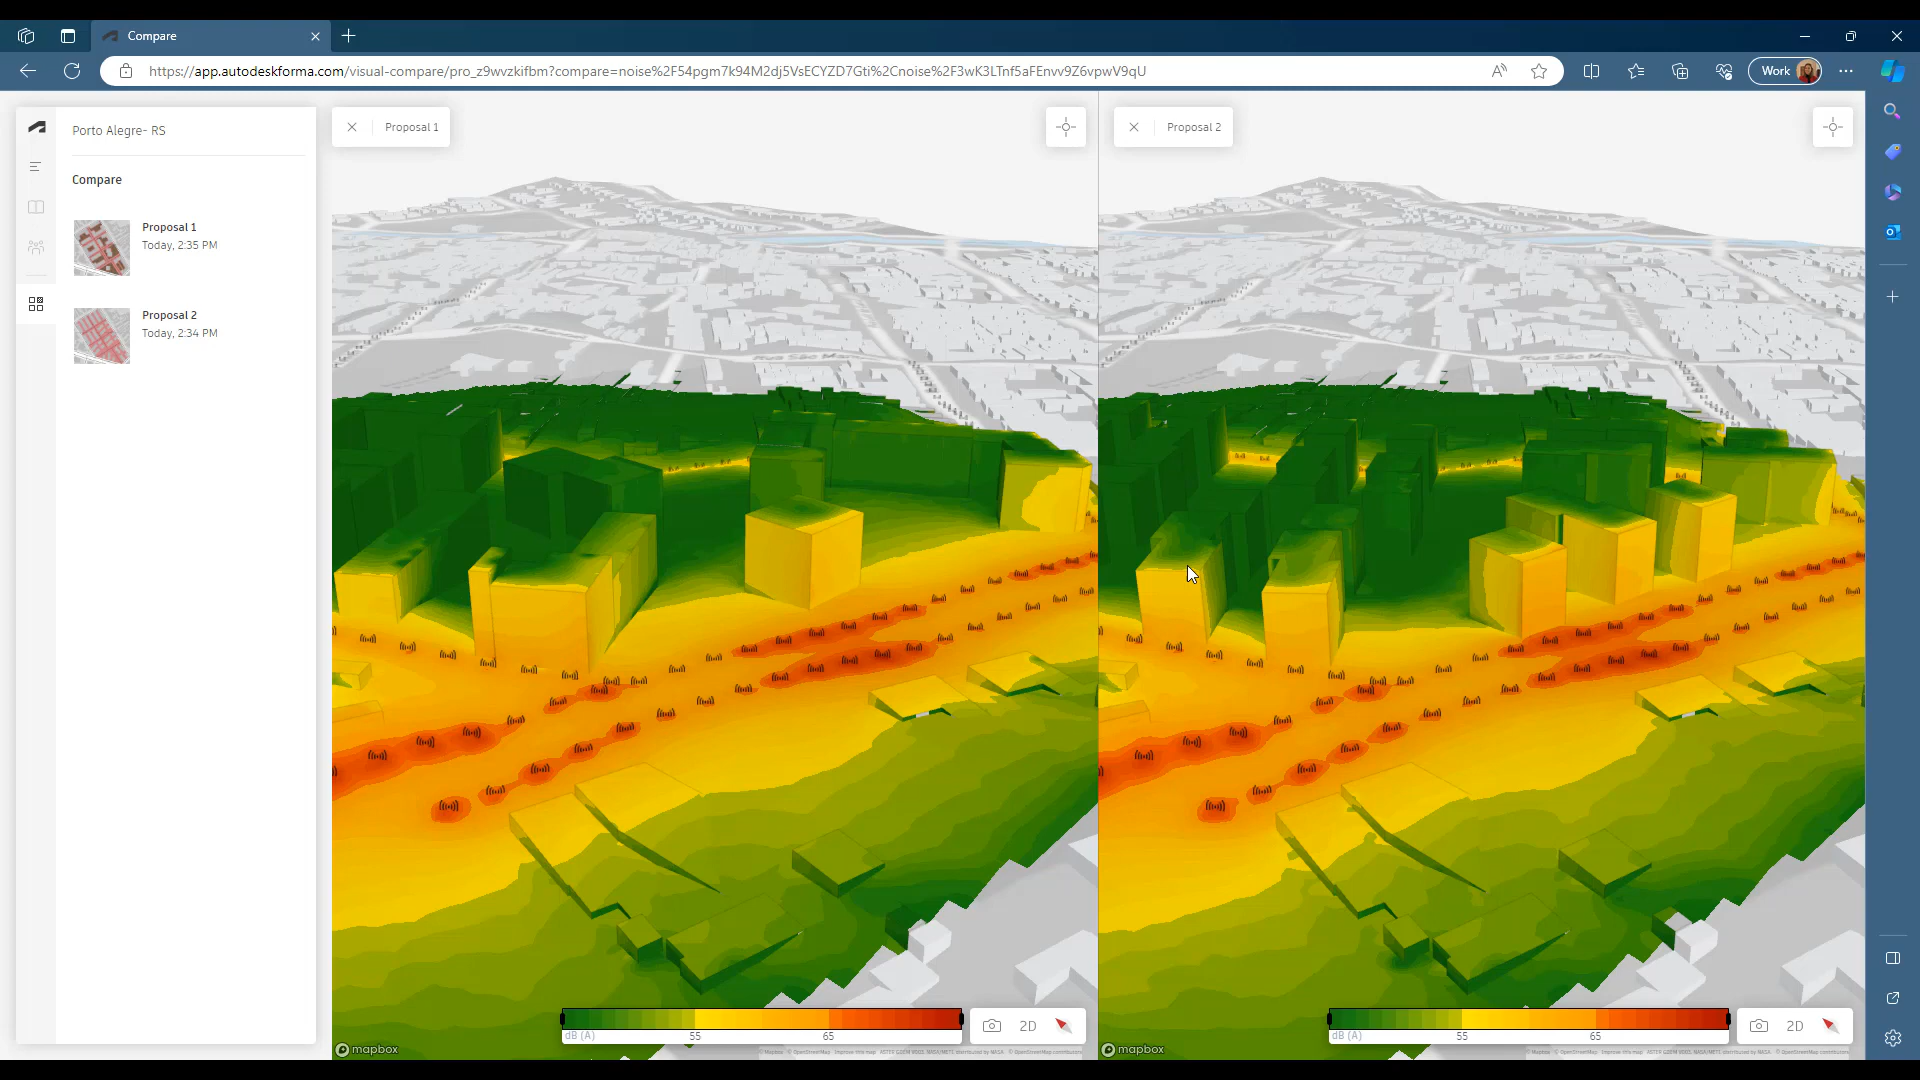 Compare
https://app.autodeskforma.com/visual-compare/pro_z9wvzkifbm?compare=noise%2F54pgm7k94M2dj5VsECYZD7Gti%2Cnoise%2F3wK3LTnf5aFEnvv9Z6vpwV9qU
Work
Porto Alegre- RS
Compare
Proposal 1
Today, 2:35 PM
Proposal 2
Today, 2:34 PM
Proposal 1
dB (A)
55
65
2D
mapbox
Proposal 2
dB (A)
55
65
2D
mapbox